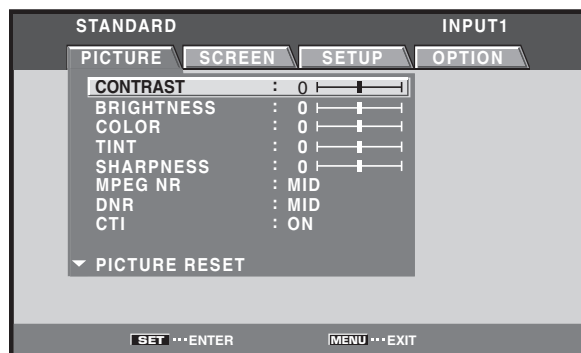 STANDARD INPUT1
PICTURE SCREEN SETUP OPTION
CONTRAST : 0
BRIGHTNESS : 0
COLOR : 0
TINT : 0
SHARPNESS : 0
MPEG NR : MID
DNR : MID
CTI : ON
PICTURE RESET
SET ···ENTER MENU ···EXIT